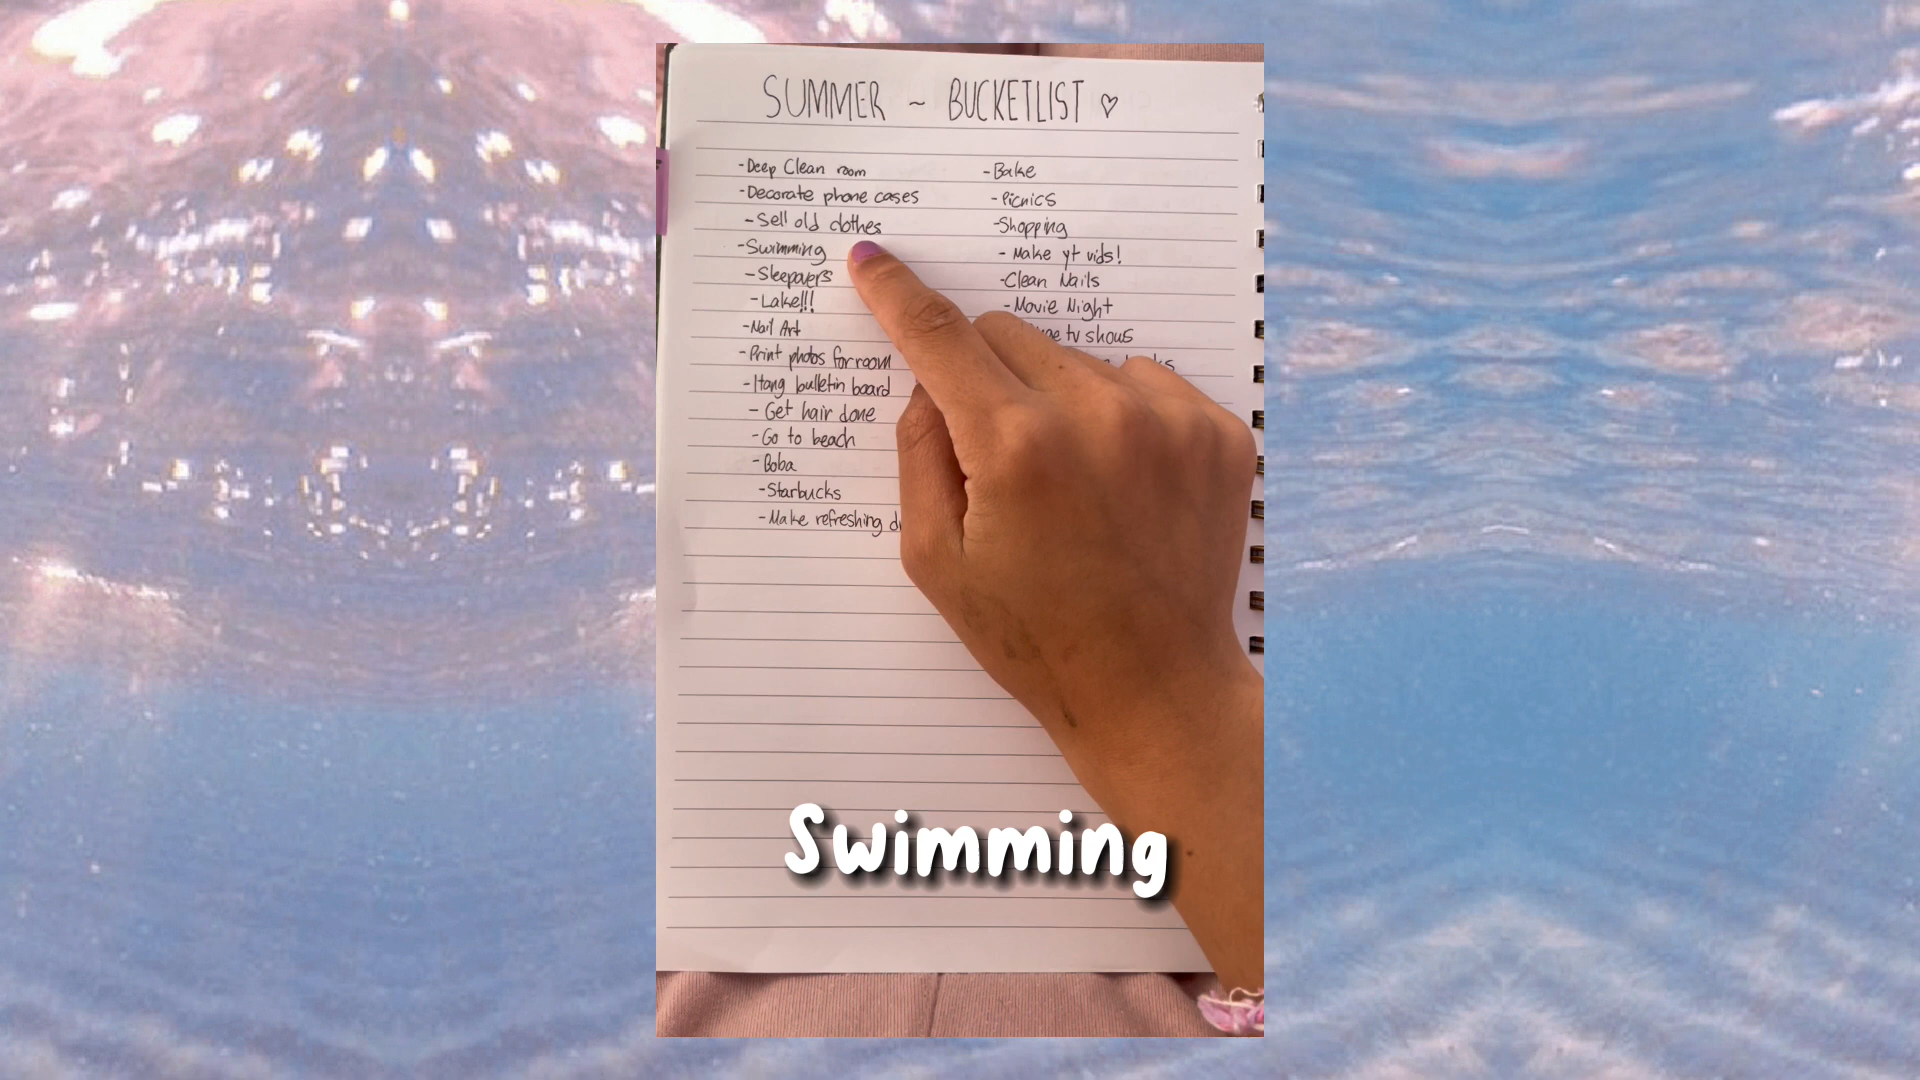 SUMMER ~ BUCKETLIST ♡
-Deep Clean room
-Decorate phone cases
-Sell old clothes
-Swimming
-Sleepovers
-Lake!!!
-Nail Art
-Print photos for room
-Hang bulletin board
-Get hair done
-Go to beach
-Boba
-Starbucks
-Make refreshing
-Bake
-Picnics
-Shopping
-Make yt vids!
-Clean Nails
-Movie Night
tv shows
Swimming